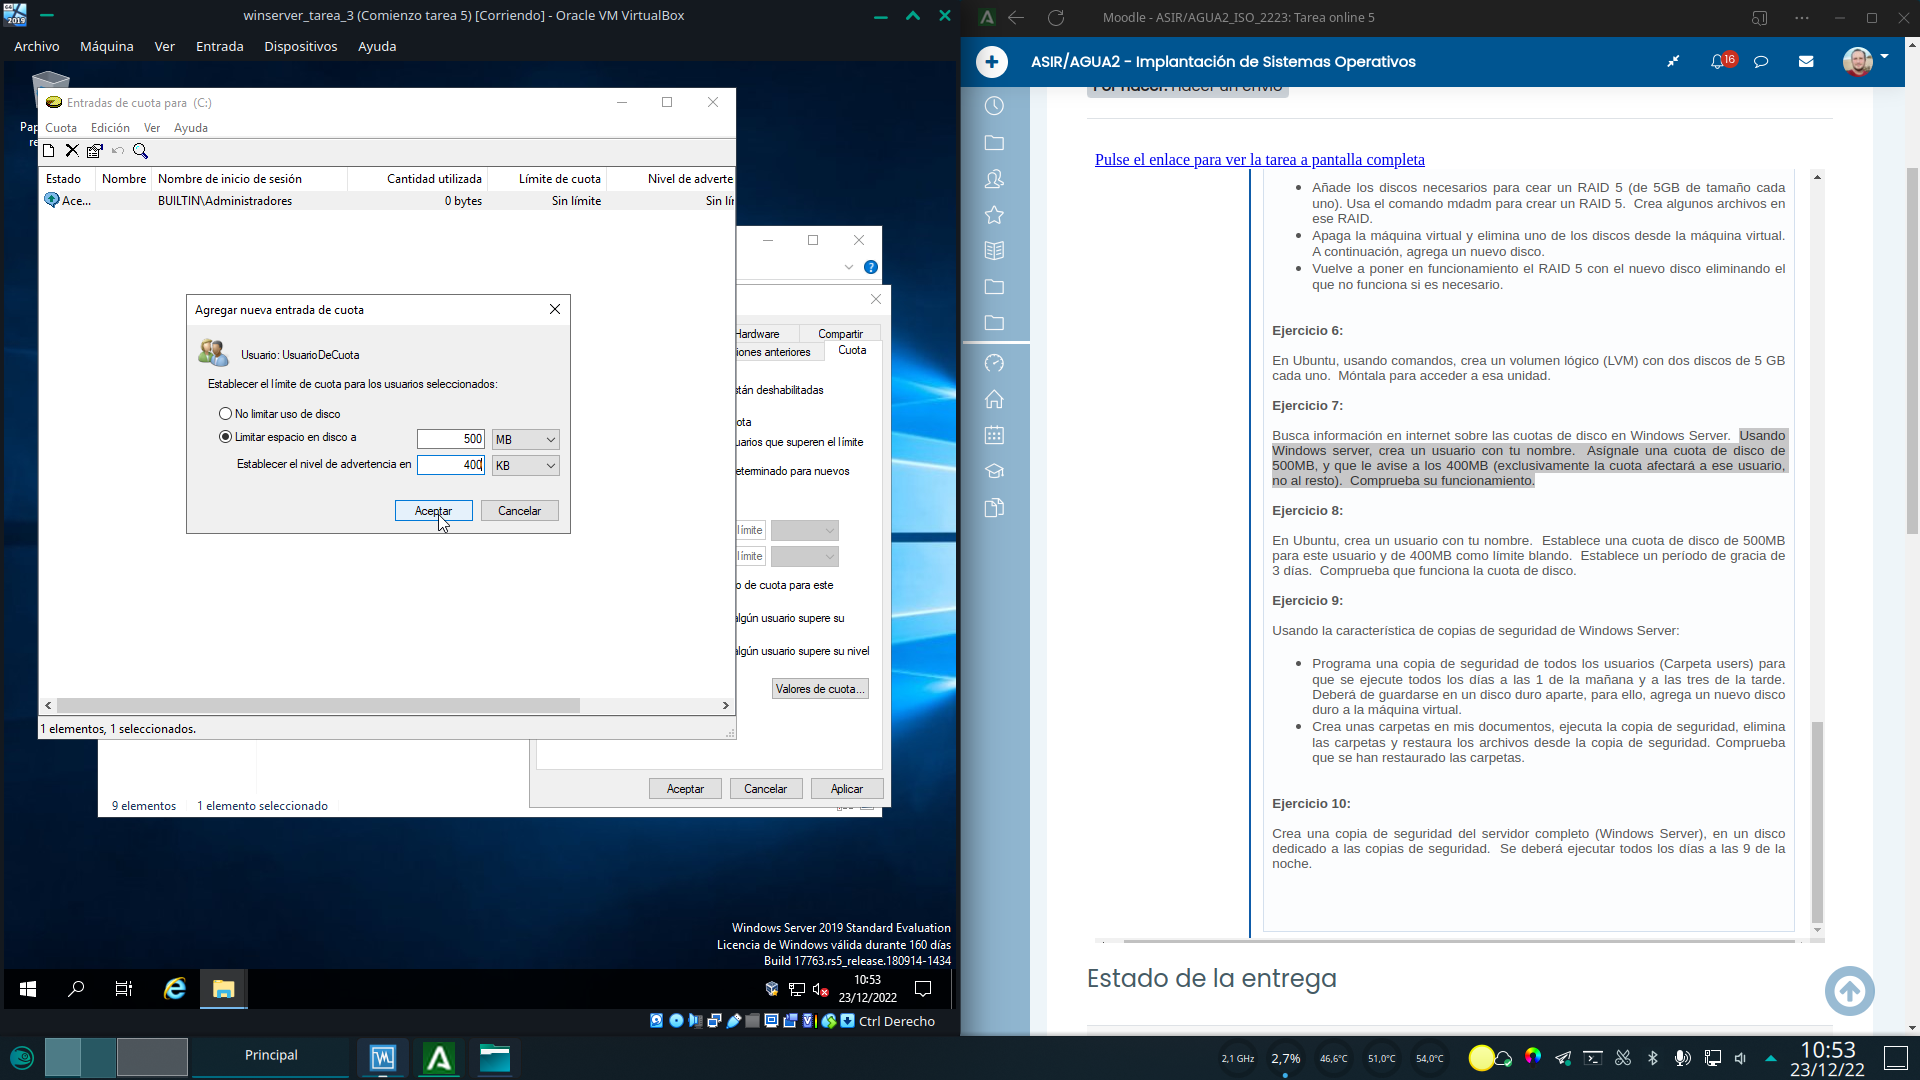 winserver_tarea_3 (Comienzo tarea 5) [Corriendo] - Oracle VM VirtualBox
Archivo Máquina Ver Entrada Dispositivos Ayuda
Entradas de cuota para (C:)
Cuota Edición Ver Ayuda
Estado Nombre Nombre de inicio de sesión Cantidad utilizada Límite de cuota Nivel de adverte
Ace... BUILTIN\Administradores 0 bytes Sin límite Sin lí
Agregar nueva entrada de cuota
Usuario: UsuarioDeCuota
Establecer el límite de cuota para los usuarios seleccionados:
No limitar uso de disco
Limitar espacio en disco a 500 MB
Establecer el nivel de advertencia en 400 KB
Aceptar Cancelar
1 elementos, 1 seleccionados.
Hardware Compartir
iones anteriores Cuota
stán deshabilitadas
ota
uarios que superen el límite
eterminado para nuevos
límite
límite
o de cuota para este
algún usuario supere su
algún usuario supere su nivel
Valores de cuota...
Aceptar Cancelar Aplicar
9 elementos 1 elemento seleccionado
Windows Server 2019 Standard Evaluation
Licencia de Windows válida durante 160 días
Build 17763.rs5_release.180914-1434
10:53
23/12/2022
Ctrl Derecho
Moodle - ASIR/AGUA2_ISO_2223: Tarea online 5
ASIR/AGUA2 - Implantación de Sistemas Operativos
16
Por hacer: Hacer un envío
Pulse el enlace para ver la tarea a pantalla completa
• Añade los discos necesarios para cear un RAID 5 (de 5GB de tamaño cada
uno). Usa el comando mdadm para crear un RAID 5. Crea algunos archivos en
ese RAID.
• Apaga la máquina virtual y elimina uno de los discos desde la máquina virtual.
A continuación, agrega un nuevo disco.
• Vuelve a poner en funcionamiento el RAID 5 con el nuevo disco eliminando el
que no funciona si es necesario.
Ejercicio 6:
En Ubuntu, usando comandos, crea un volumen lógico (LVM) con dos discos de 5 GB
cada uno. Móntala para acceder a esa unidad.
Ejercicio 7:
Busca información en internet sobre las cuotas de disco en Windows Server. Usando
Windows server, crea un usuario con tu nombre. Asígnale una cuota de disco de
500MB, y que le avise a los 400MB (exclusivamente la cuota afectará a ese usuario,
no al resto). Comprueba su funcionamiento.
Ejercicio 8:
En Ubuntu, crea un usuario con tu nombre. Establece una cuota de disco de 500MB
para este usuario y de 400MB como límite blando. Establece un período de gracia de
3 días. Comprueba que funciona la cuota de disco.
Ejercicio 9:
Usando la característica de copias de seguridad de Windows Server:
• Programa una copia de seguridad de todos los usuarios (Carpeta users) para
que se ejecute todos los días a las 1 de la mañana y a las tres de la tarde.
Deberá de guardarse en un disco duro aparte, para ello, agrega un nuevo disco
duro a la máquina virtual.
• Crea unas carpetas en mis documentos, ejecuta la copia de seguridad, elimina
las carpetas y restaura los archivos desde la copia de seguridad. Comprueba
que se han restaurado las carpetas.
Ejercicio 10:
Crea una copia de seguridad del servidor completo (Windows Server), en un disco
dedicado a las copias de seguridad. Se deberá ejecutar todos los días a las 9 de la
noche.
Estado de la entrega
Principal
2,1 GHz 2,7% 46,6°C 51,0°C 54,0°C
10:53
23/12/22